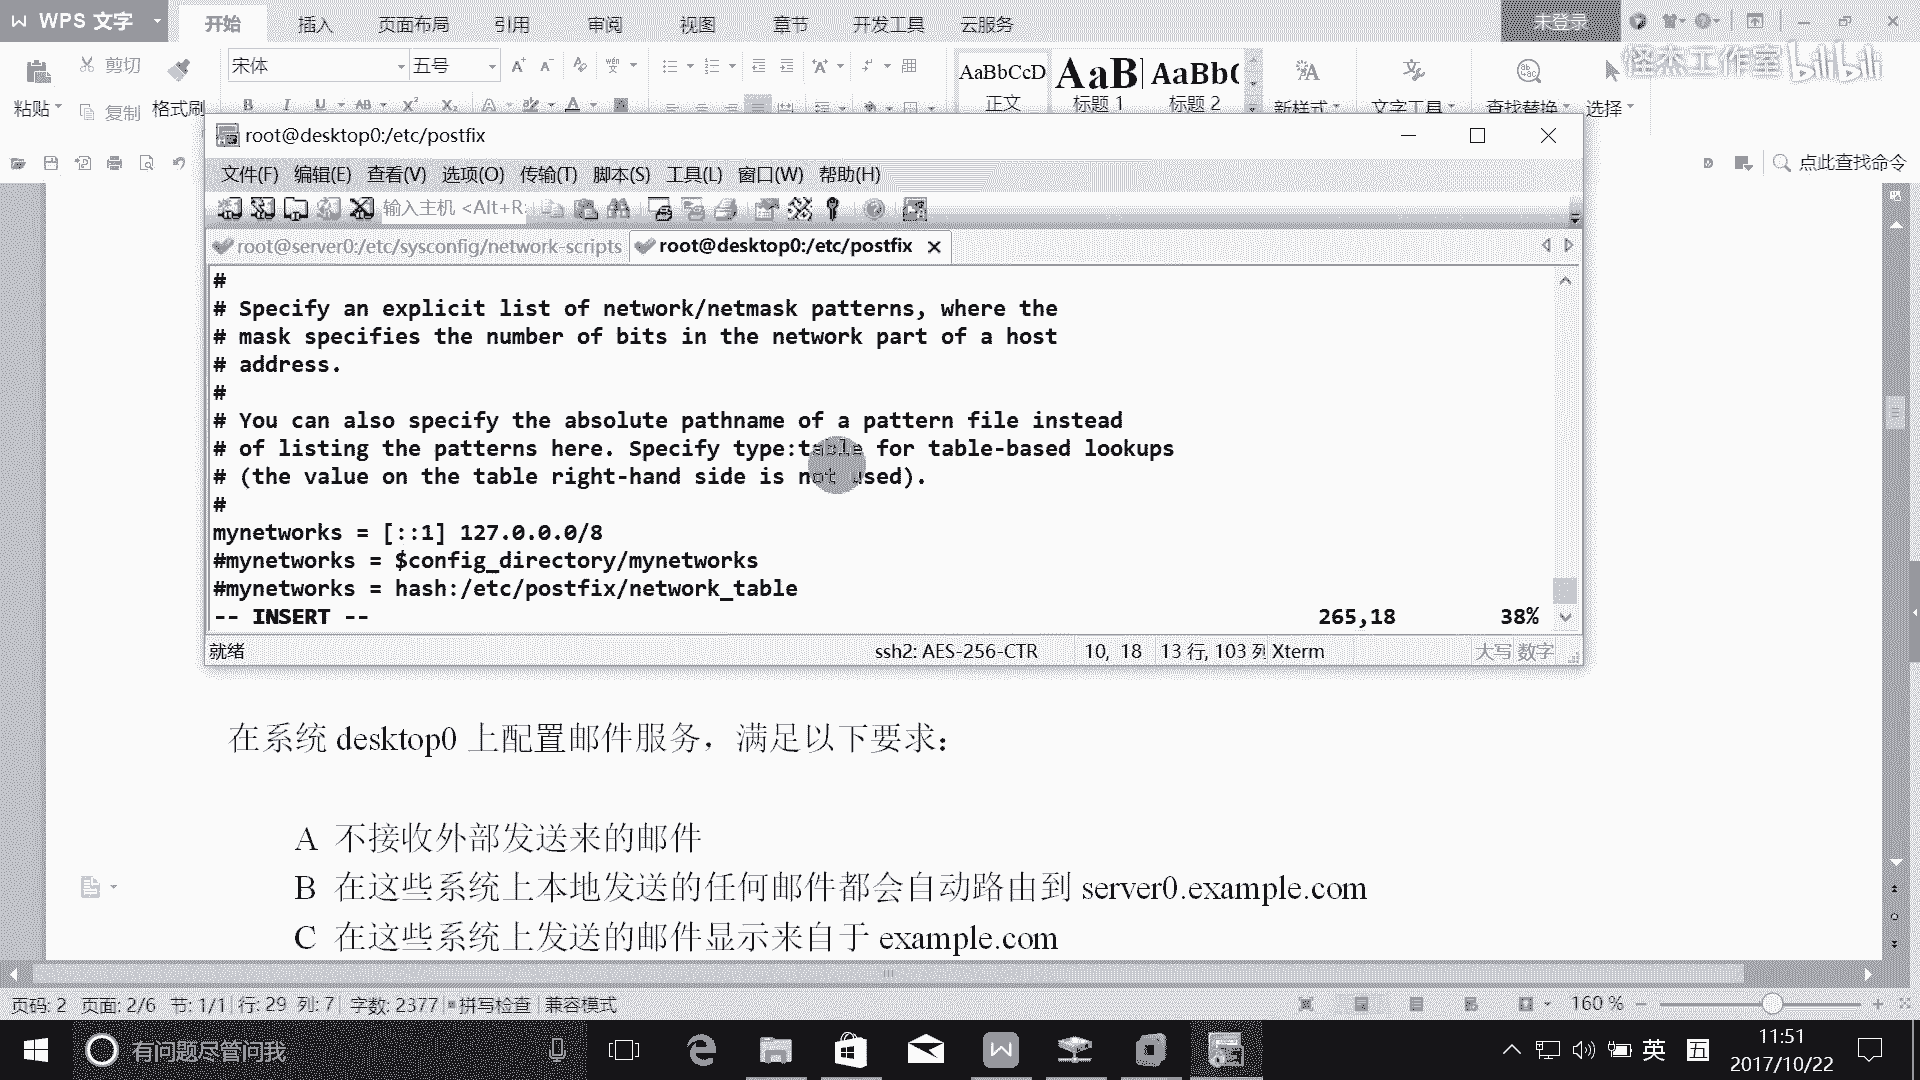 WPS 文字
开始 插入 页面布局 引用 审阅 视图 章节 开发工具 云服务 未登录
怪杰工作室 bilibili
粘贴 剪切 复制 格式刷
宋体 五号
AaBbCcD AaB AaBb(
正文 标题 1 标题 2 新样式 文字工具 查找替换 选择
点此查找命令
root@desktop0:/etc/postfix
文件(F) 编辑(E) 查看(V) 选项(O) 传输(T) 脚本(S) 工具(L) 窗口(W) 帮助(H)
输入主机 <Alt+R>
root@server0:/etc/sysconfig/network-scripts root@desktop0:/etc/postfix
#
# Specify an explicit list of network/netmask patterns, where the
# mask specifies the number of bits in the network part of a host
# address.
#
# You can also specify the absolute pathname of a pattern file instead
# of listing the patterns here. Specify type:table for table-based lookups
# (the value on the table right-hand side is not used).
#
mynetworks = [::1] 127.0.0.0/8
#mynetworks = $config_directory/mynetworks
#mynetworks = hash:/etc/postfix/network_table
-- INSERT -- 265,18 38%
就绪 ssh2: AES-256-CTR 10, 18 13 行, 103 列 Xterm 大写 数字
在系统 desktop0 上配置邮件服务，满足以下要求：
A 不接收外部发送来的邮件
B 在这些系统上本地发送的任何邮件都会自动路由到 server0.example.com
C 在这些系统上发送的邮件显示来自于 example.com
页码: 2 页面: 2/6 节: 1/1 行: 29 列: 7 字数: 2377 拼写检查 兼容模式 160 %
有问题尽管问我
英 五
11:51
2017/10/22